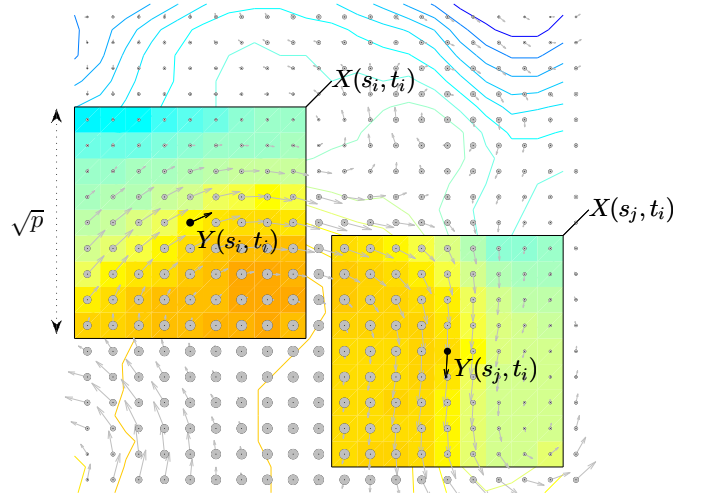 X(s_i, t_i)
X(s_j, t_i)
√p
Y(s_i, t_i)
Y(s_j, t_i)